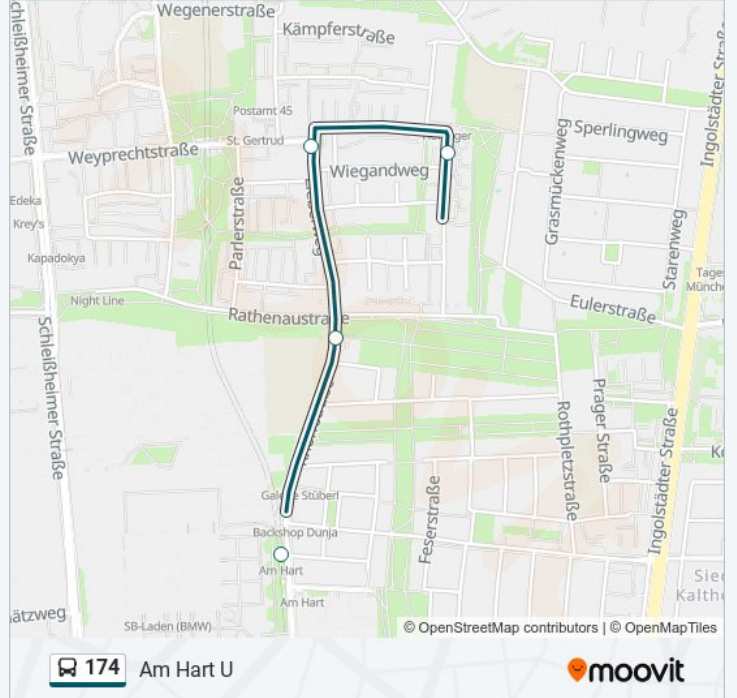 Wegenerstraße
Kämpferstraße
Schleißheimer Straße
Postamt 45
St. Gertrud
Weyprechtstraße
Wiegandweg
Sperlingweg
Ingolstädter Straße
Grasmückenweg
Parlerstraße
Edeka
Krey's
Kapadokya
Starenweg
Night Line
Eulerstraße
Rathenaustraße
Schleißheimer Straße
Prager Straße
Rothpletzstraße
Ingolstädter Straße
Feserstraße
Backshop Dunja
Am Hart
Am Hart
SB-Laden (BMW)
© OpenStreetMap contributors | © OpenMapTiles
174 Am Hart U
moovit